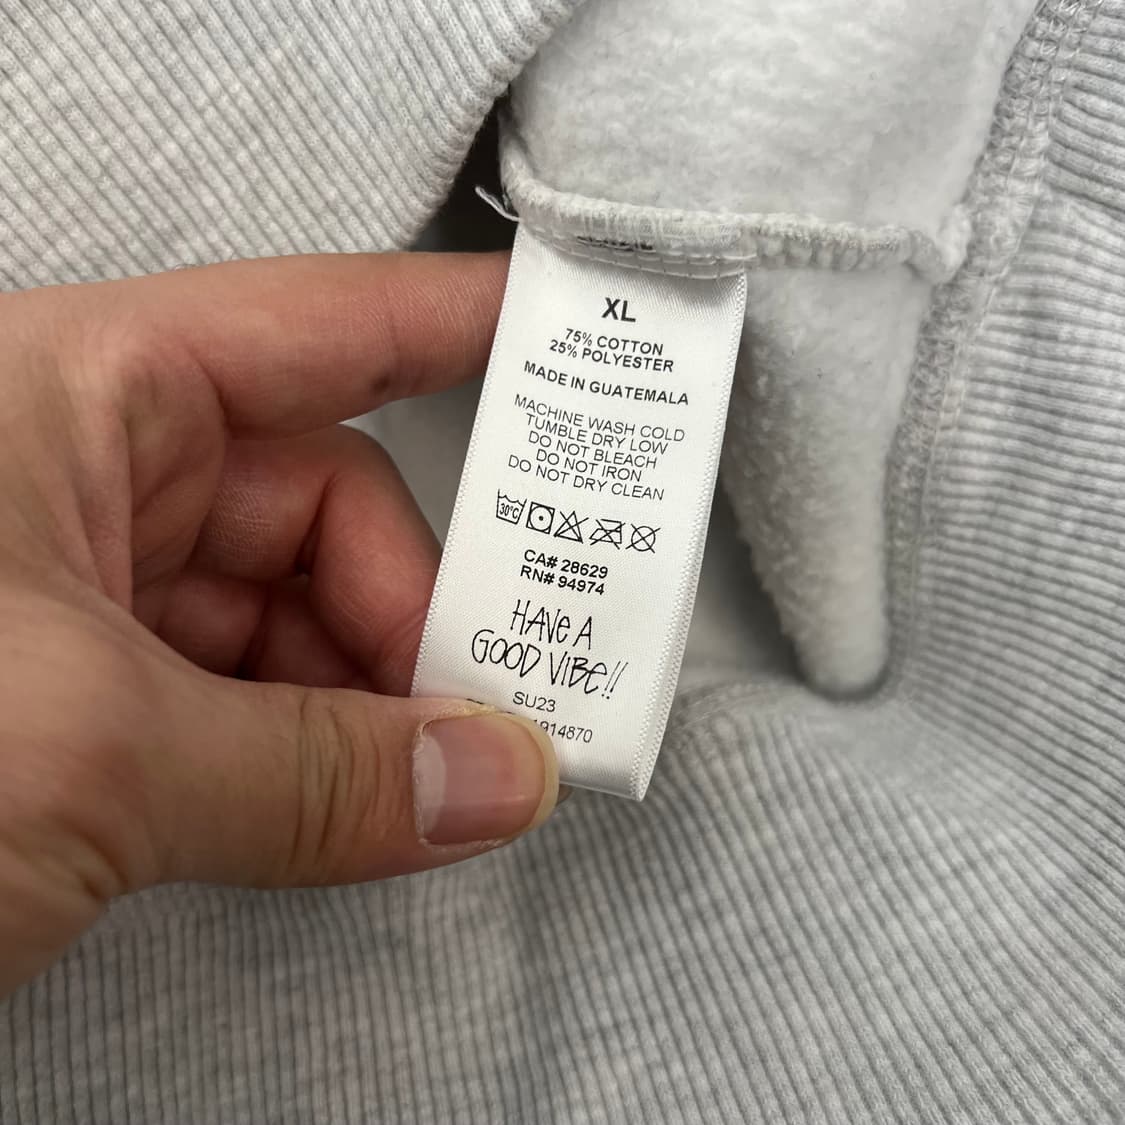 XL
75% COTTON
25% POLYESTER
MADE IN GUATEMALA
MACHINE WASH COLD
TUMBLE DRY LOW
DO NOT BLEACH
DO NOT IRON
DO NOT DRY CLEAN
30°C
CA# 28629
RN# 94974
HAVE A
GOOD VIBE!!
SU23
1914870